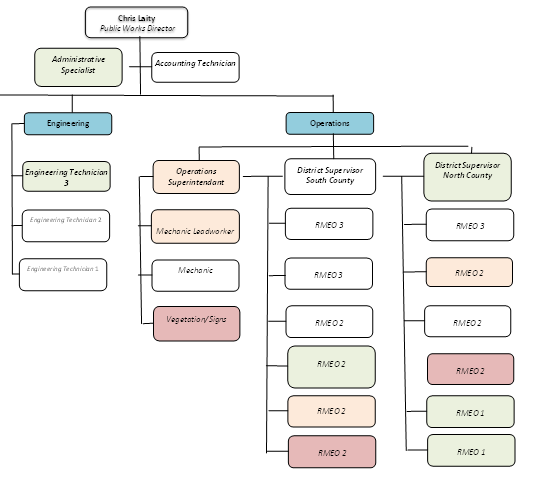 Chris Laity
Public Works Director
Administrative
Specialist
Accounting Technician
Engineering
Operations
Engineering Technician
3
Engineering Technician 2
Engineering Technician 1
Operations
Superintendant
Mechanic Leadworker
Mechanic
Vegetation/Signs
District Supervisor
South County
RMEO 3
RMEO 3
RMEO 2
RMEO 2
RMEO 2
RMEO 2
District Supervisor
North County
RMEO 3
RMEO 2
RMEO 2
RMEO 2
RMEO 1
RMEO 1